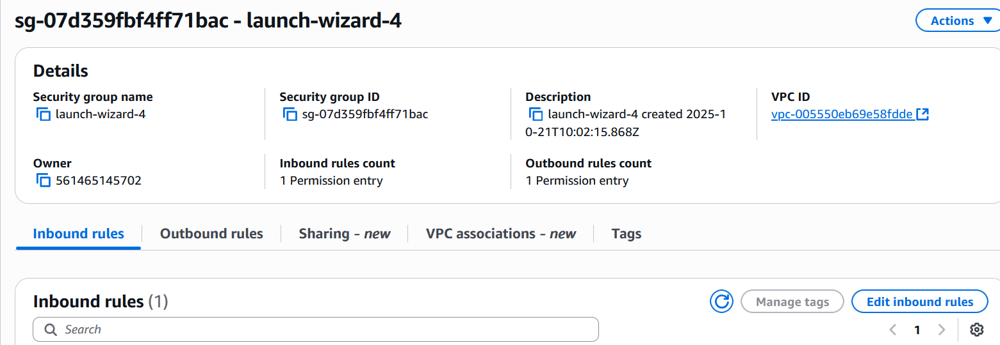 sg-07d359fbf4ff71bac - launch-wizard-4
Actions
Details
Security group name
launch-wizard-4
Security group ID
sg-07d359fbf4ff71bac
Description
launch-wizard-4 created 2025-1
0-21T10:02:15.868Z
VPC ID
vpc-005550eb69e58fdde
Owner
561465145702
Inbound rules count
1 Permission entry
Outbound rules count
1 Permission entry
Inbound rules
Outbound rules
Sharing - new
VPC associations - new
Tags
Inbound rules (1)
Manage tags
Edit inbound rules
Search
1